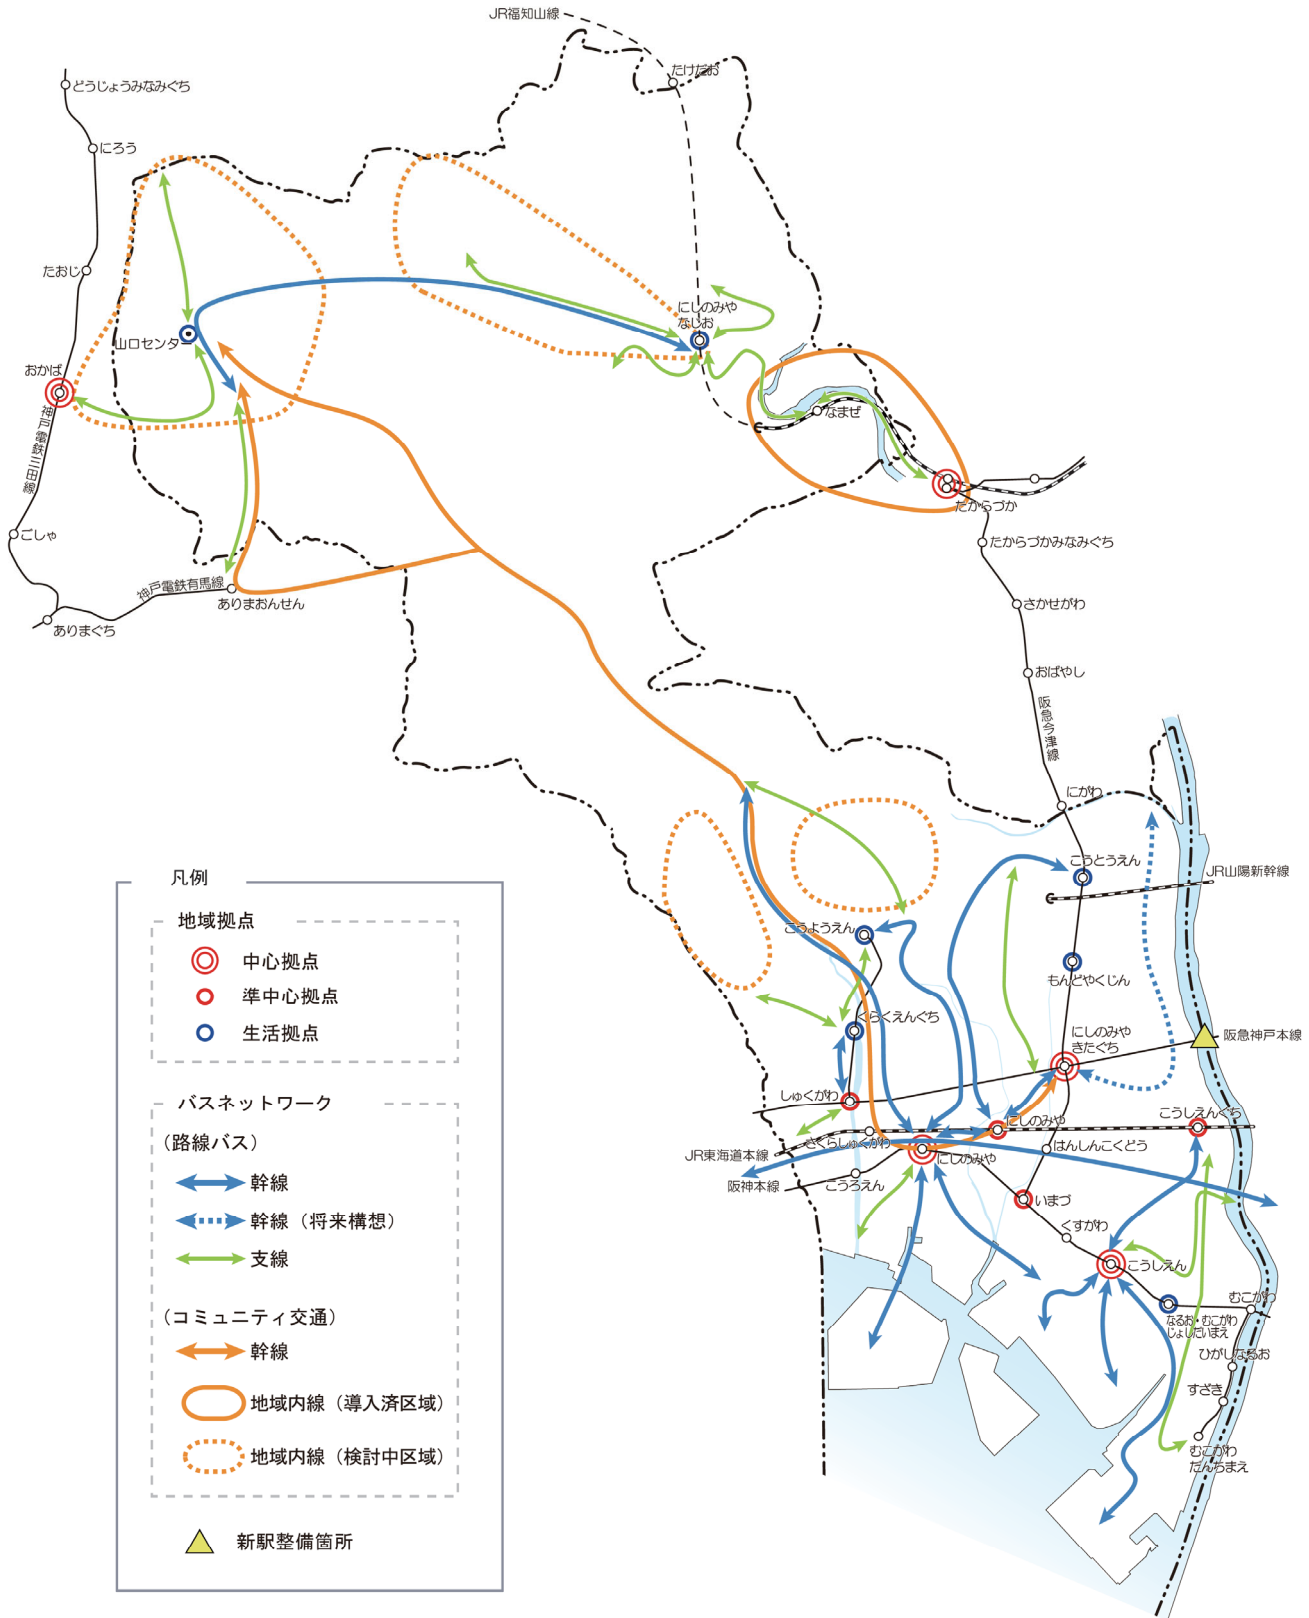 JR福知山線
たけだお
どうじょうみなみぐち
にろう
たおじ
にしのみや
なじお
山口センター
おかば
神戸電鉄三田線
なまぜ
たからづか
ごしゃ
たからづかみなみぐち
神戸電鉄有馬線
ありまおんせん
さかせがわ
ありまぐち
おばやし
阪急今津線
にがわ
こうとうえん
JR山陽新幹線
こうようえん
もんどやくじん
くらくえんぐち
にしのみや
きたぐち
阪急神戸本線
しゅくがわ
こうしえんぐち
にしのみや
さくらしゅくがわ
はんしんこくどう
JR東海道本線
にしのみや
阪神本線
こうろえん
いまづ
くすがわ
こうしえん
むこがわ
なるお・むこがわ
じょしだいまえ
ひがしなるお
すざき
むこがわ
だんちまえ
凡例
地域拠点
中心拠点
準中心拠点
生活拠点
バスネットワーク
(路線バス)
幹線
幹線(将来構想)
支線
(コミュニティ交通)
幹線
地域内線(導入済区域)
地域内線(検討中区域)
新駅整備箇所